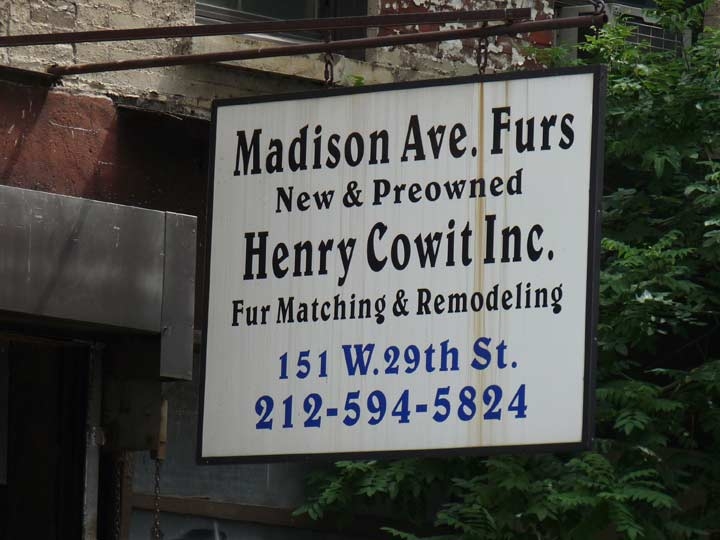 Madison Ave. Furs
New & Preowned
Henry Cowit Inc.
Fur Matching & Remodeling
151 W.29th St.
212-594-5824